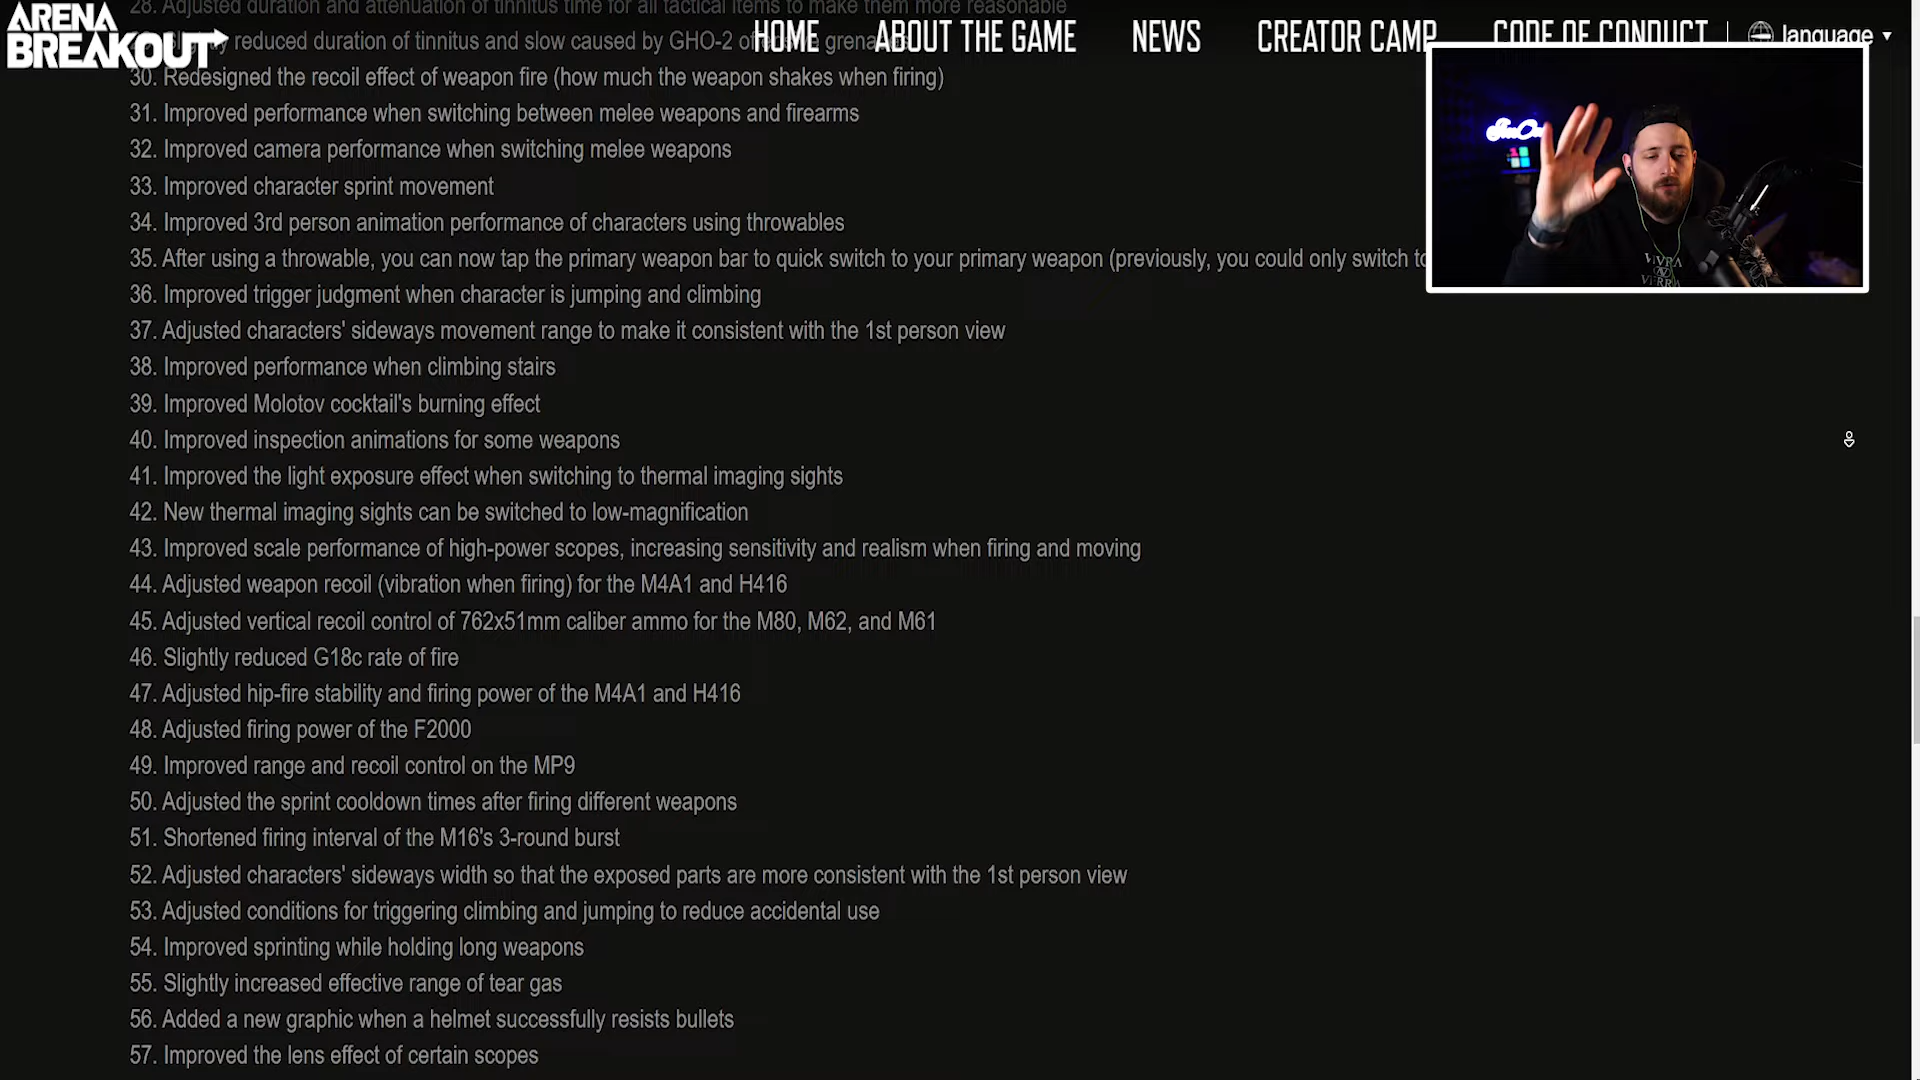 28. Adjusted duration and attenuation of tinnitus time for all tactical items to make them more reasonable
ARENA
BREAKOUT
HOME
ABOUT THE GAME
NEWS
CREATOR CAMP
CODE OF CONDUCT
language
reduced duration of tinnitus and slow caused by GHO-2
30. Redesigned the recoil effect of weapon fire (how much the weapon shakes when firing)
31. Improved performance when switching between melee weapons and firearms
32. Improved camera performance when switching melee weapons
33. Improved character sprint movement
34. Improved 3rd person animation performance of characters using throwables
35. After using a throwable, you can now tap the primary weapon bar to quick switch to your primary weapon (previously, you could only switch to
36. Improved trigger judgment when character is jumping and climbing
37. Adjusted characters' sideways movement range to make it consistent with the 1st person view
38. Improved performance when climbing stairs
39. Improved Molotov cocktail's burning effect
40. Improved inspection animations for some weapons
41. Improved the light exposure effect when switching to thermal imaging sights
42. New thermal imaging sights can be switched to low-magnification
43. Improved scale performance of high-power scopes, increasing sensitivity and realism when firing and moving
44. Adjusted weapon recoil (vibration when firing) for the M4A1 and H416
45. Adjusted vertical recoil control of 762x51mm caliber ammo for the M80, M62, and M61
46. Slightly reduced G18c rate of fire
47. Adjusted hip-fire stability and firing power of the M4A1 and H416
48. Adjusted firing power of the F2000
49. Improved range and recoil control on the MP9
50. Adjusted the sprint cooldown times after firing different weapons
51. Shortened firing interval of the M16's 3-round burst
52. Adjusted characters' sideways width so that the exposed parts are more consistent with the 1st person view
53. Adjusted conditions for triggering climbing and jumping to reduce accidental use
54. Improved sprinting while holding long weapons
55. Slightly increased effective range of tear gas
56. Added a new graphic when a helmet successfully resists bullets
57. Improved the lens effect of certain scopes